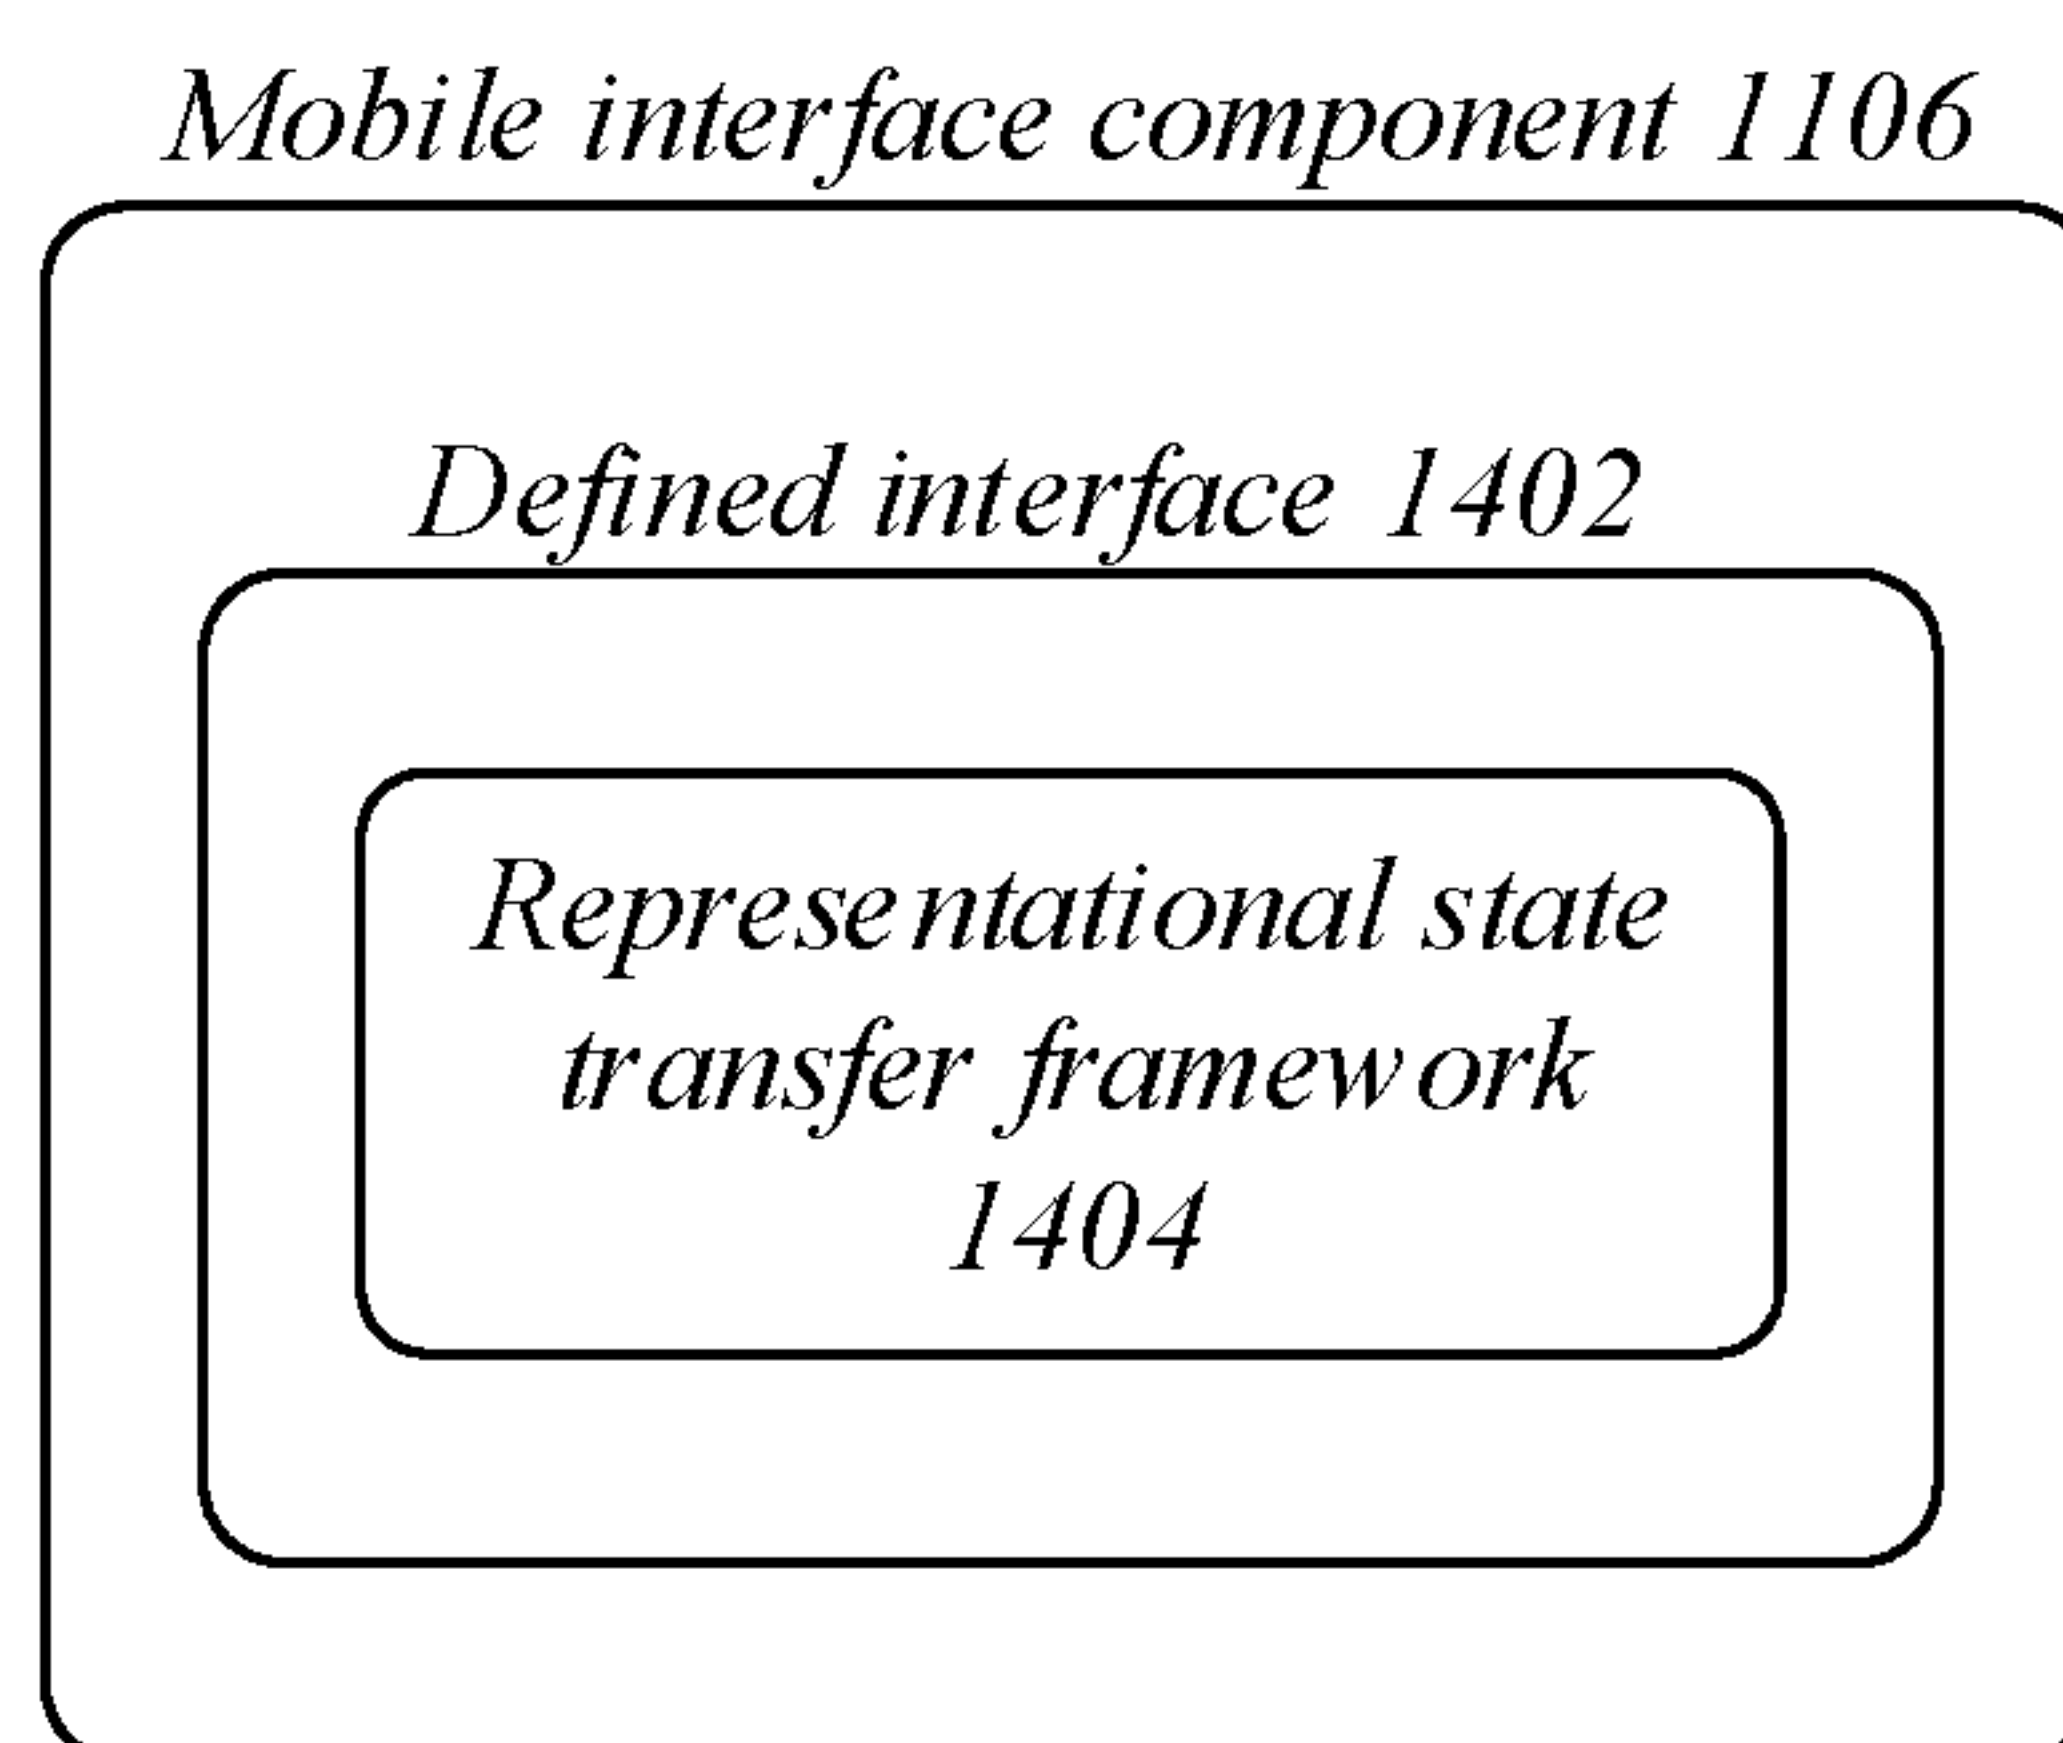 Mobile interface component 1106
Defined interface 1402
Representational state
transfer framework
1404